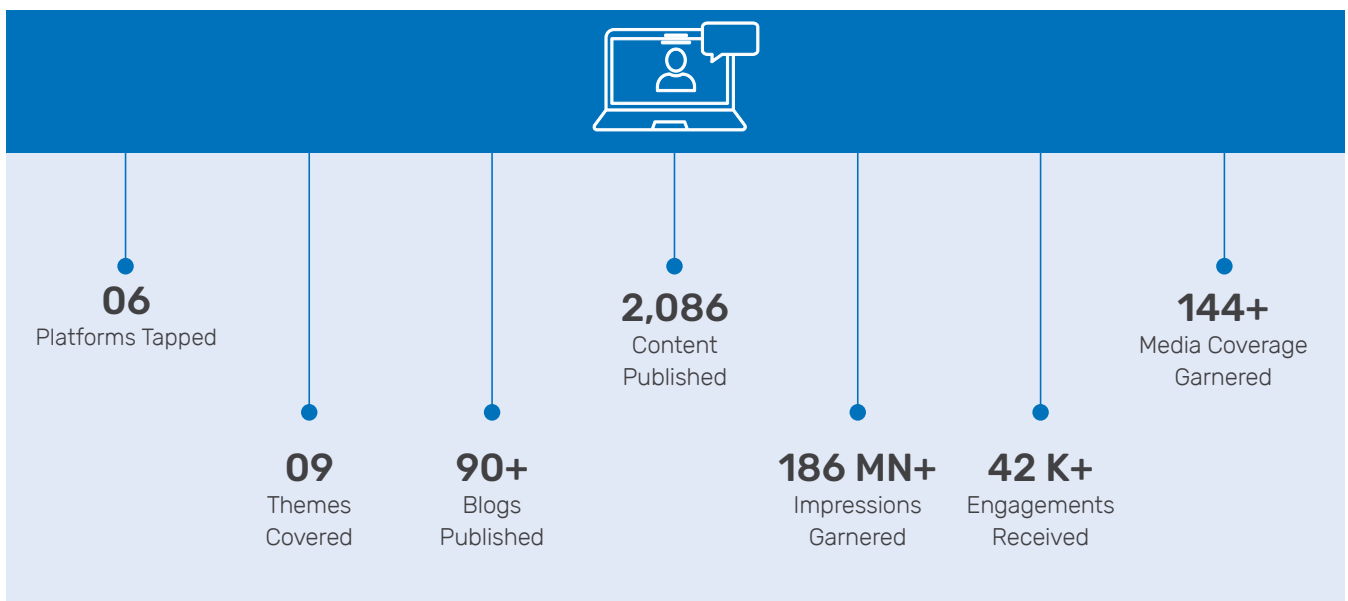 06
Platforms Tapped
09
Themes
Covered
90+
Blogs
Published
2,086
Content
Published
186 MN+
Impressions
Garnered
42 K+
Engagements
Received
144+
Media Coverage
Garnered